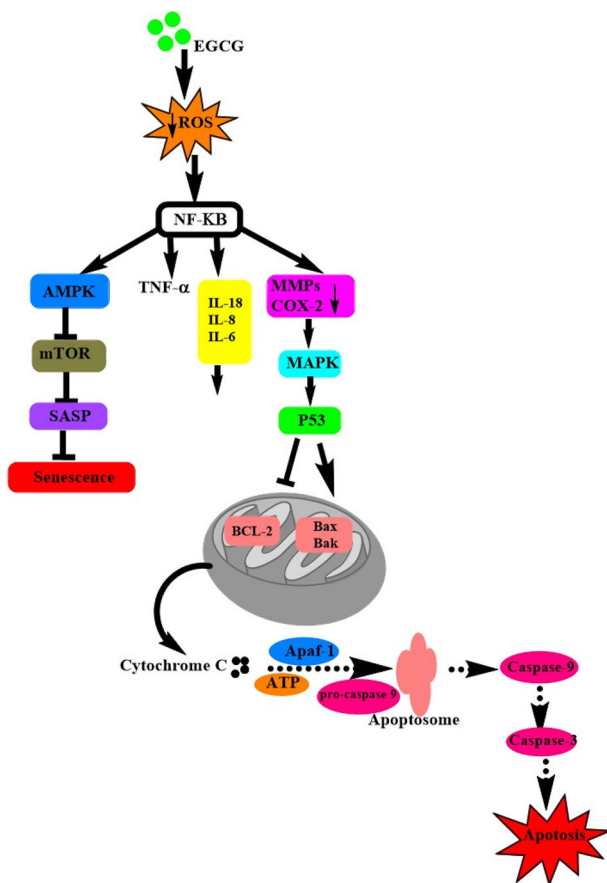 EGCG
ROS
NF-KB
AMPK
TNF-α
IL-18
IL-8
IL-6
MMPs
COX-2
mTOR
MAPK
SASP
P53
Senescence
BCL-2
Bax
Bak
Cytochrome C
Apaf-1
ATP
pro-caspase 9
Apoptosome
Caspase-9
Caspase-3
Apotosis